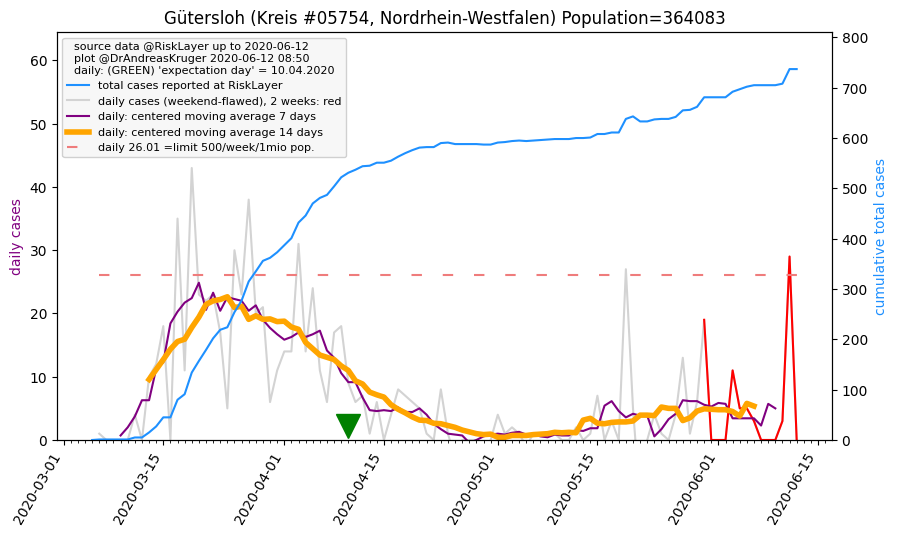 Gütersloh (Kreis #05754, Nordrhein-Westfalen) Population=364083
source data @RiskLayer up to 2020-06-12
plot @DrAndreasKruger 2020-06-12 08:50
daily: (GREEN) 'expectation day' = 10.04.2020
total cases reported at RiskLayer
daily cases (weekend-flawed), 2 weeks: red
daily: centered moving average 7 days
daily: centered moving average 14 days
daily 26.01 =limit 500/week/1mio pop.
daily cases
60
50
40
30
20
10
0
cumulative total cases
800
700
600
500
400
300
200
100
0
2020-03-01
2020-03-15
2020-04-01
2020-04-15
2020-05-01
2020-05-15
2020-06-01
2020-06-15